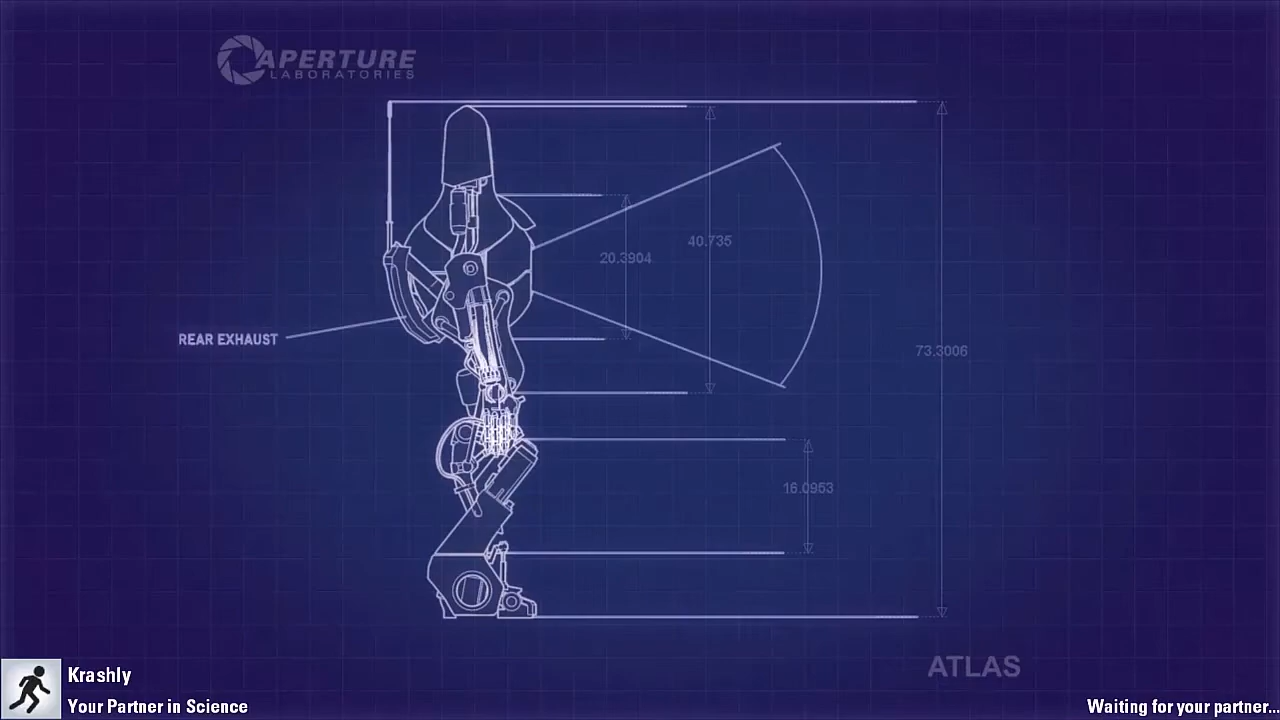 APERTURE
LABORATORIES
40.735
20.3904
REAR EXHAUST
73.3006
16.0953
ATLAS
Krashly
Your Partner in Science
Waiting for your partner...